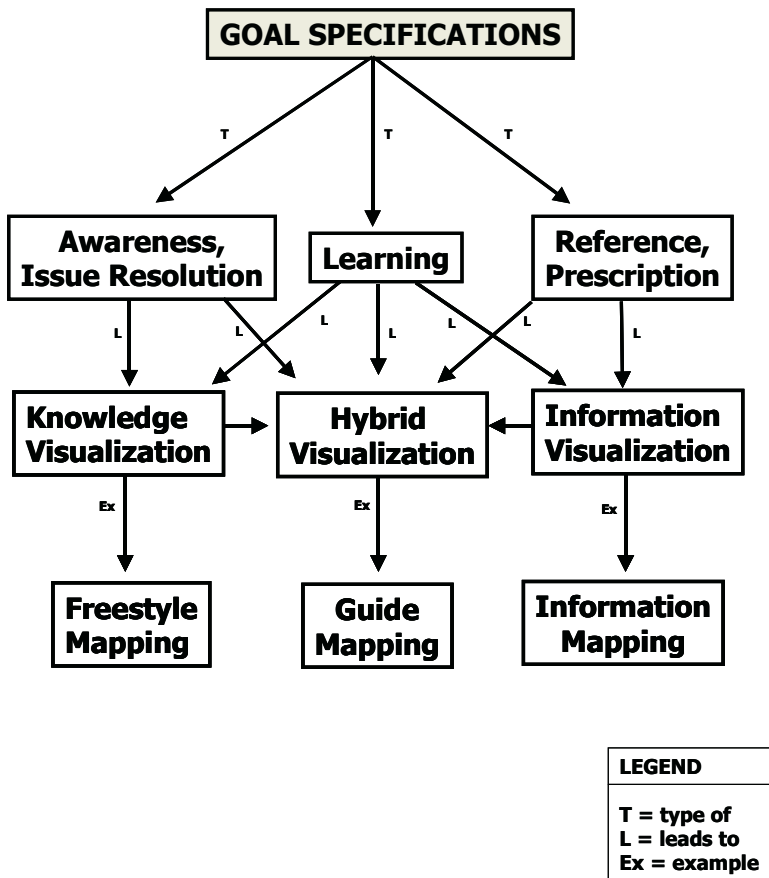 GOAL SPECIFICATIONS
T
T
T
Awareness,
Issue Resolution
Learning
Reference,
Prescription
L
L
L
L
L
L
L
Knowledge
Visualization
Hybrid
Visualization
Information
Visualization
Ex
Ex
Ex
Freestyle
Mapping
Guide
Mapping
Information
Mapping
LEGEND
T = type of
L = leads to
Ex = example